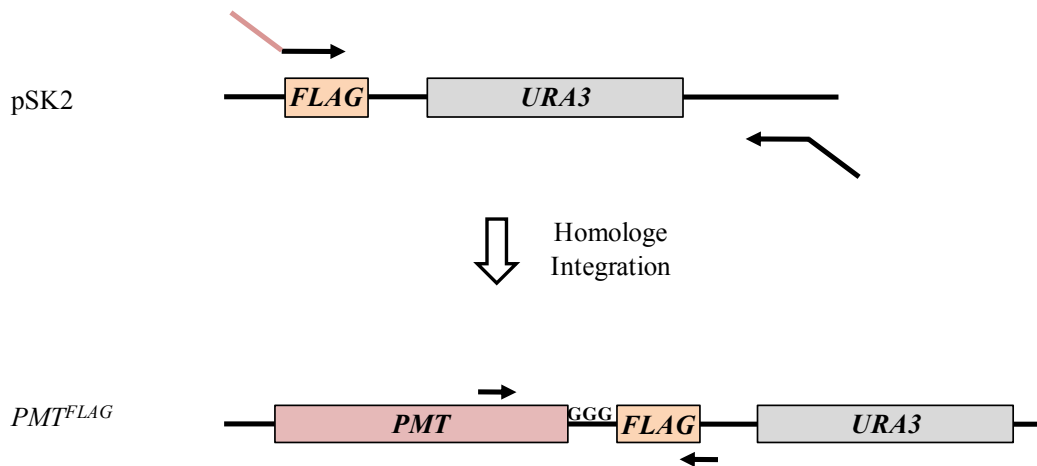 pSK2
FLAG
URA3
Homologe
Integration
PMT^FLAG
PMT
GGG
FLAG
URA3